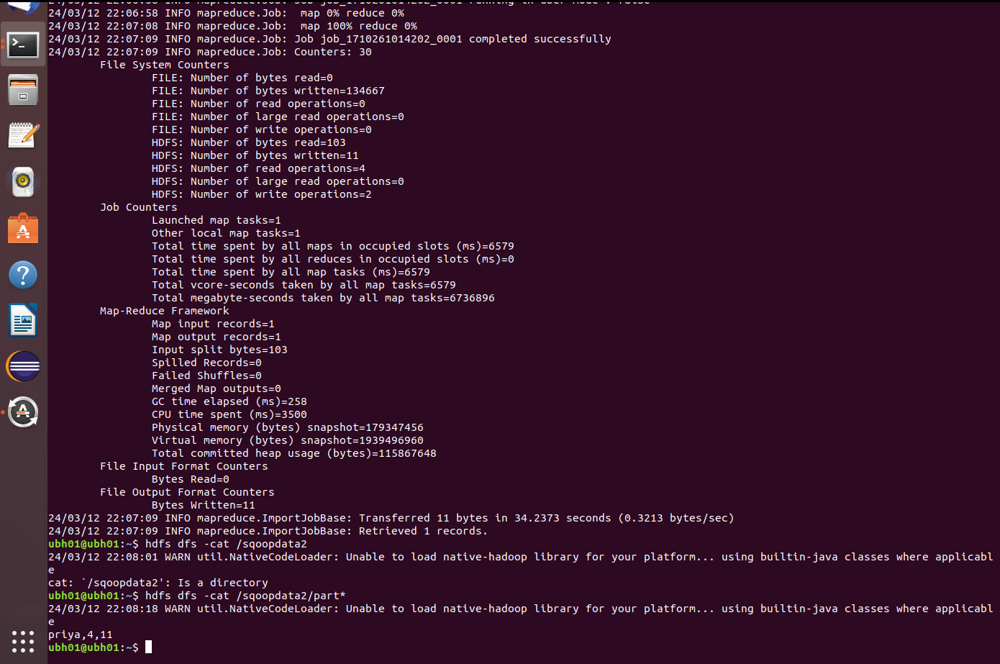 24/03/12 22:06:58 INFO mapreduce.Job: Job job_1710261014202_0001 running in uber mode : false
24/03/12 22:06:58 INFO mapreduce.Job:  map 0% reduce 0%
24/03/12 22:07:08 INFO mapreduce.Job:  map 100% reduce 0%
24/03/12 22:07:09 INFO mapreduce.Job: Job job_1710261014202_0001 completed successfully
24/03/12 22:07:09 INFO mapreduce.Job: Counters: 30
File System Counters
FILE: Number of bytes read=0
FILE: Number of bytes written=134667
FILE: Number of read operations=0
FILE: Number of large read operations=0
FILE: Number of write operations=0
HDFS: Number of bytes read=103
HDFS: Number of bytes written=11
HDFS: Number of read operations=4
HDFS: Number of large read operations=0
HDFS: Number of write operations=2
Job Counters
Launched map tasks=1
Other local map tasks=1
Total time spent by all maps in occupied slots (ms)=6579
Total time spent by all reduces in occupied slots (ms)=0
Total time spent by all map tasks (ms)=6579
Total vcore-seconds taken by all map tasks=6579
Total megabyte-seconds taken by all map tasks=6736896
Map-Reduce Framework
Map input records=1
Map output records=1
Input split bytes=103
Spilled Records=0
Failed Shuffles=0
Merged Map outputs=0
GC time elapsed (ms)=258
CPU time spent (ms)=3500
Physical memory (bytes) snapshot=179347456
Virtual memory (bytes) snapshot=1939496960
Total committed heap usage (bytes)=115867648
File Input Format Counters
Bytes Read=0
File Output Format Counters
Bytes Written=11
24/03/12 22:07:09 INFO mapreduce.ImportJobBase: Transferred 11 bytes in 34.2373 seconds (0.3213 bytes/sec)
24/03/12 22:07:09 INFO mapreduce.ImportJobBase: Retrieved 1 records.
ubh01@ubh01:~$ hdfs dfs -cat /sqoopdata2
24/03/12 22:08:01 WARN util.NativeCodeLoader: Unable to load native-hadoop library for your platform... using builtin-java classes where applicabl
e
cat: `/sqoopdata2': Is a directory
ubh01@ubh01:~$ hdfs dfs -cat /sqoopdata2/part*
24/03/12 22:08:18 WARN util.NativeCodeLoader: Unable to load native-hadoop library for your platform... using builtin-java classes where applicabl
e
priya,4,11
ubh01@ubh01:~$